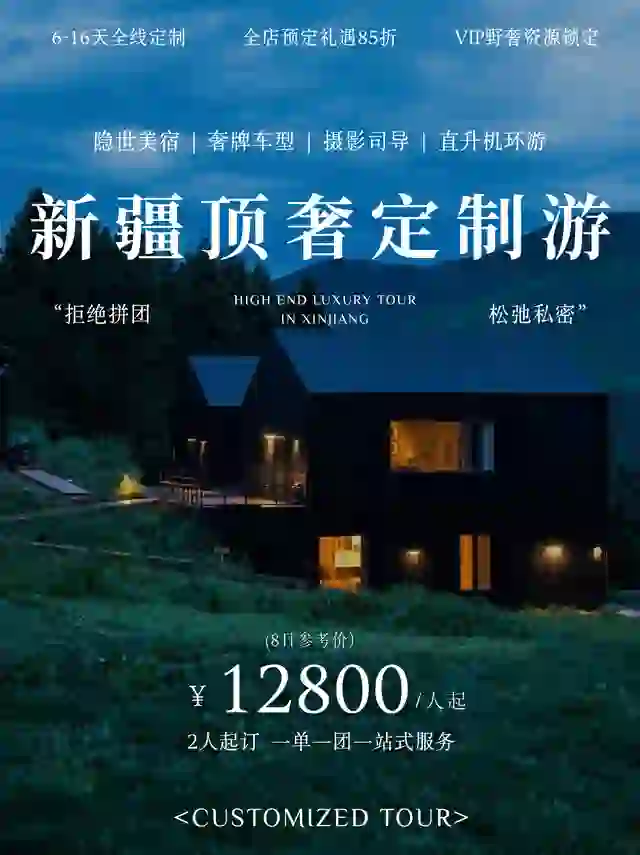 6-16天全线定制 全店预定礼遇85折 VIP野奢资源锁定
隐世美宿 | 奢牌车型 | 摄影司导 | 直升机环游
新疆顶奢定制游
“拒绝拼团 HIGH END LUXURY TOUR 松弛私密”
IN XINJIANG
(8日参考价)
¥ 12800/人起
2人起订 一单一团一站式服务
<CUSTOMIZED TOUR>